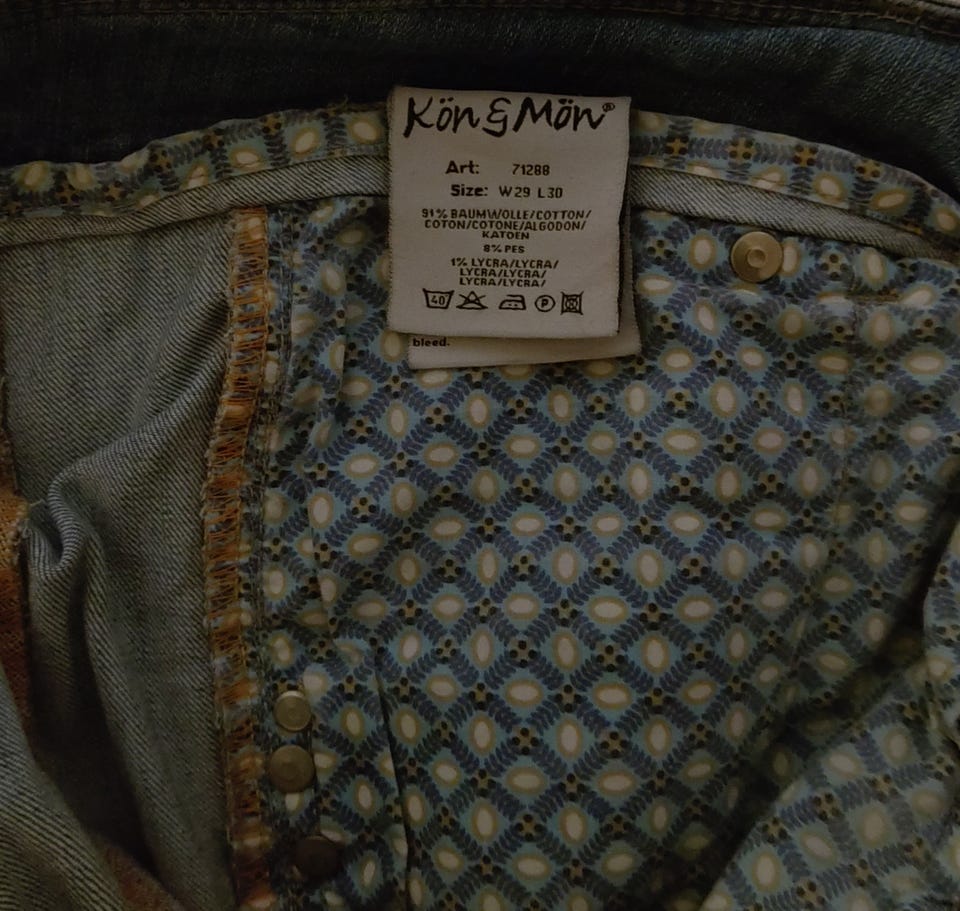 Kön & Mön®
Art: 71288
Size: W29 L30
91% BAUMWOLLE/COTTON/
COTON/COTONE/ALGODON/
KATOEN
8% PES
1% LYCRA/LYCRA/
LYCRA/LYCRA/
LYCRA/LYCRA/
40 P
bleed.